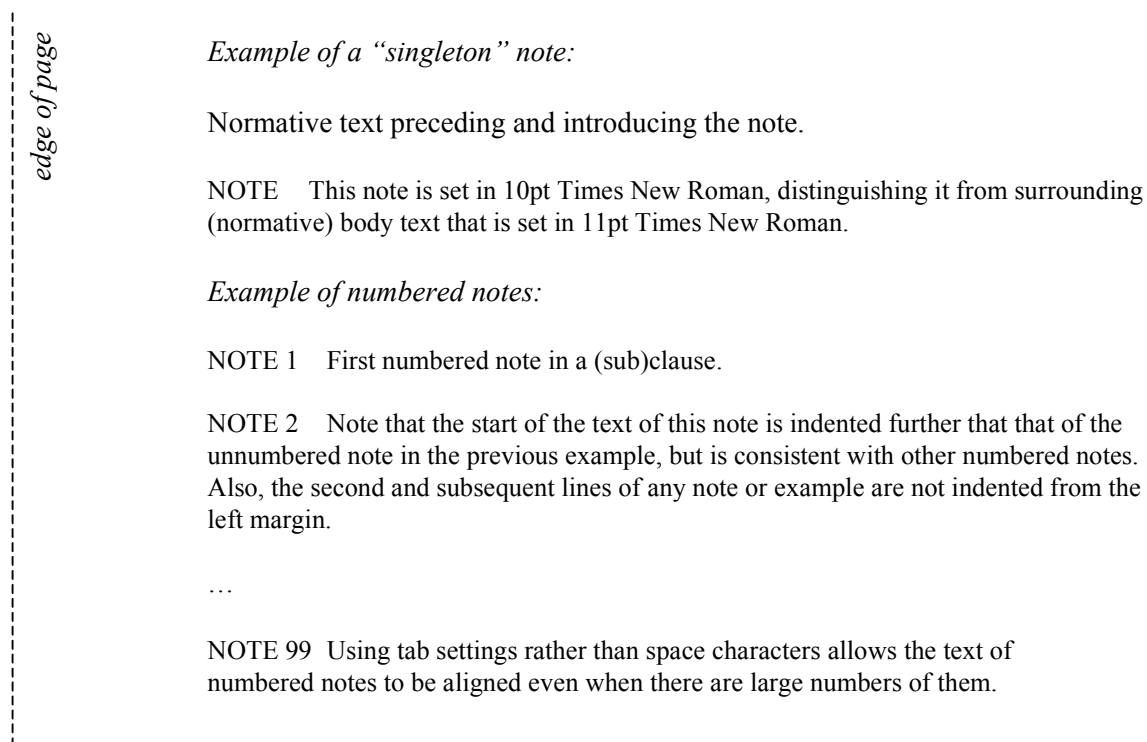 edge of page
Example of a “singleton” note:
Normative text preceding and introducing the note.
NOTE This note is set in 10pt Times New Roman, distinguishing it from surrounding
(normative) body text that is set in 11pt Times New Roman.
Example of numbered notes:
NOTE 1 First numbered note in a (sub)clause.
NOTE 2 Note that the start of the text of this note is indented further that that of the
unnumbered note in the previous example, but is consistent with other numbered notes.
Also, the second and subsequent lines of any note or example are not indented from the
left margin.
…
NOTE 99 Using tab settings rather than space characters allows the text of
numbered notes to be aligned even when there are large numbers of them.